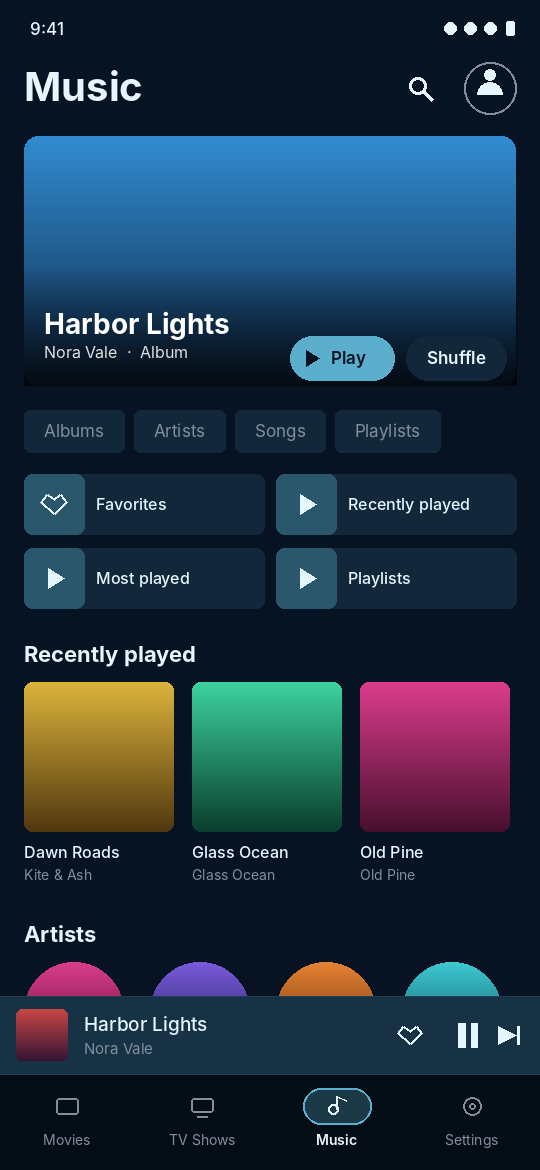 9:41
Music
Harbor Lights
Nora Vale · Album
Play
Shuffle
Albums
Artists
Songs
Playlists
Favorites
Recently played
Most played
Playlists
Recently played
Dawn Roads
Glass Ocean
Old Pine
Kite & Ash
Glass Ocean
Old Pine
Artists
Harbor Lights
Nora Vale
Movies
TV Shows
Music
Settings